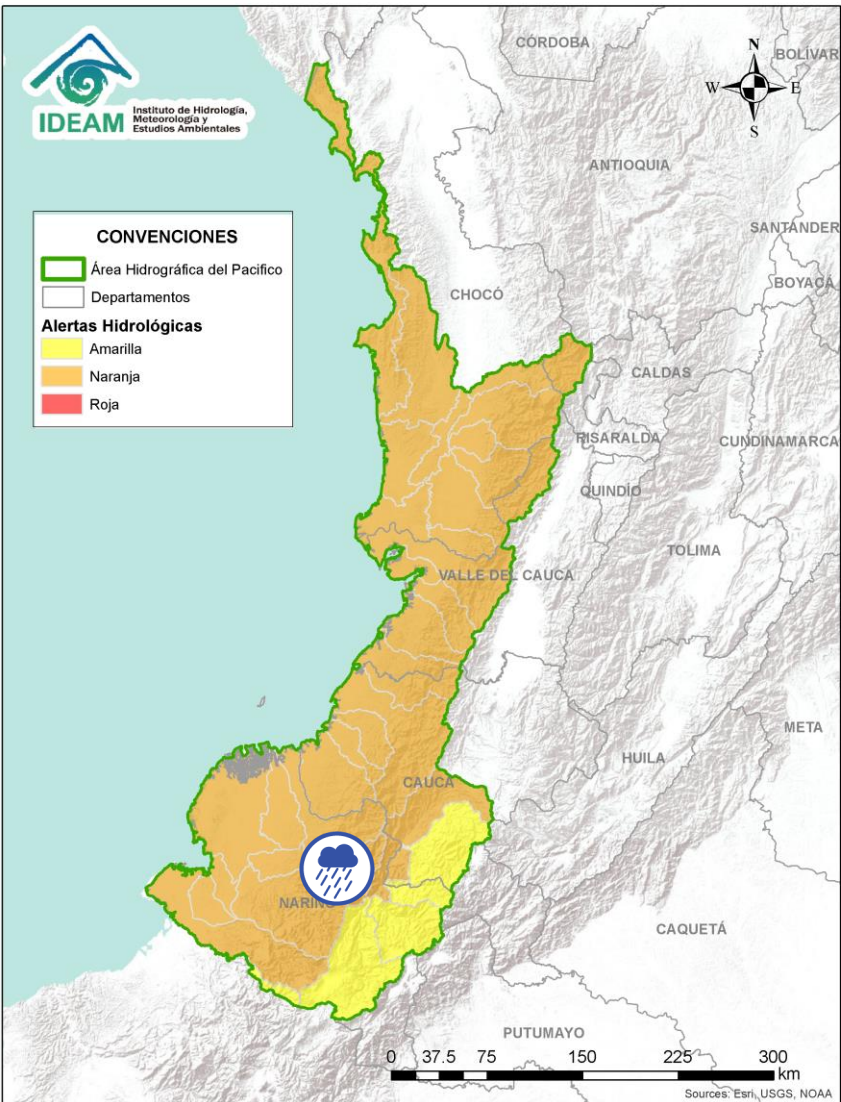 IDEAM
Instituto de Hidrología,
Meteorología y
Estudios Ambientales
CONVENCIONES
Área Hidrográfica del Pacifico
Departamentos
Alertas Hidrológicas
Amarilla
Naranja
Roja
N
W E
S
CÓRDOBA
BOLÍVAR
ANTIOQUIA
SANTANDER
BOYACÁ
CHOCÓ
CALDAS
RISARALDA
CUNDINAMARCA
QUINDÍO
TOLIMA
VALLE DEL CAUCA
META
HUILA
CAUCA
NARIÑO
CAQUETÁ
PUTUMAYO
0 37.5 75 150 225 300
km
Sources: Esri, USGS, NOAA